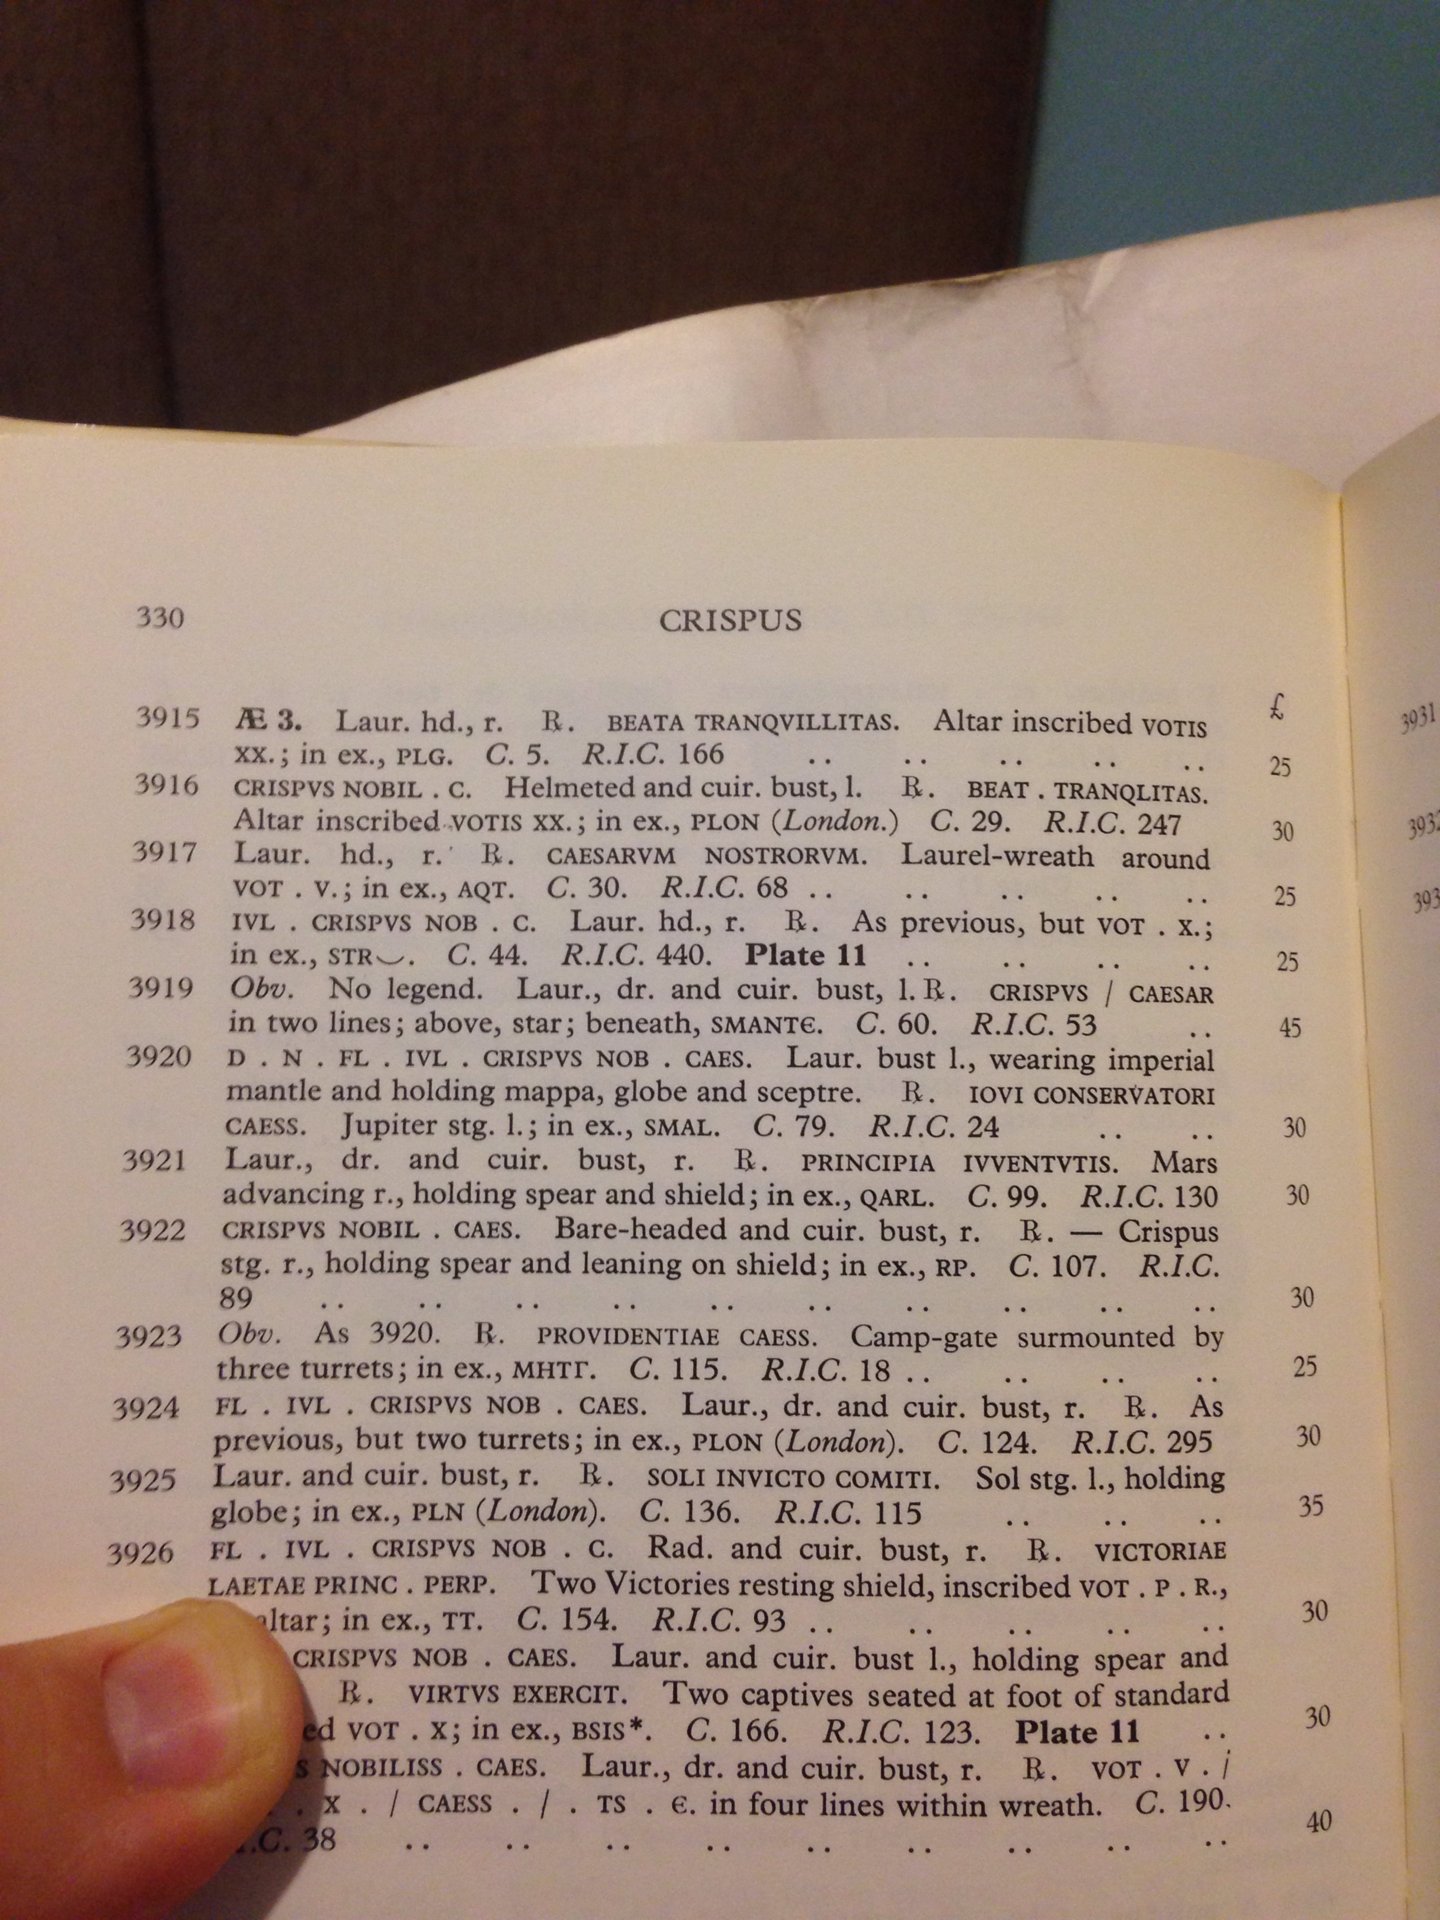 330 CRISPUS
£
3915 Æ 3. Laur. hd., r. ℞. BEATA TRANQVILLITAS. Altar inscribed VOTIS
XX.; in ex., PLG. C. 5. R.I.C. 166 .. .. .. .. .. 25
3916 CRISPVS NOBIL . C. Helmeted and cuir. bust, l. ℞. BEAT . TRANQLITAS.
Altar inscribed VOTIS XX.; in ex., PLON (London.) C. 29. R.I.C. 247 30
3917 Laur. hd., r. ℞. CAESARVM NOSTRORVM. Laurel-wreath around
VOT . V.; in ex., AQT. C. 30. R.I.C. 68 .. .. .. .. .. 25
3918 IVL . CRISPVS NOB . C. Laur. hd., r. ℞. As previous, but VOT . X.;
in ex., STR◡. C. 44. R.I.C. 440. Plate 11 .. .. .. .. 25
3919 Obv. No legend. Laur., dr. and cuir. bust, l. ℞. CRISPVS / CAESAR
in two lines; above, star; beneath, SMANTЄ. C. 60. R.I.C. 53 .. 45
3920 D . N . FL . IVL . CRISPVS NOB . CAES. Laur. bust l., wearing imperial
mantle and holding mappa, globe and sceptre. ℞. IOVI CONSERVATORI
CAESS. Jupiter stg. l.; in ex., SMAL. C. 79. R.I.C. 24 .. .. 30
3921 Laur., dr. and cuir. bust, r. ℞. PRINCIPIA IVVENTVTIS. Mars
advancing r., holding spear and shield; in ex., QARL. C. 99. R.I.C. 130 30
3922 CRISPVS NOBIL . CAES. Bare-headed and cuir. bust, r. ℞. — Crispus
stg. r., holding spear and leaning on shield; in ex., RP. C. 107. R.I.C.
89 .. .. .. .. .. .. .. .. .. .. 30
3923 Obv. As 3920. ℞. PROVIDENTIAE CAESS. Camp-gate surmounted by
three turrets; in ex., MHTΓ. C. 115. R.I.C. 18 .. .. .. .. 25
3924 FL . IVL . CRISPVS NOB . CAES. Laur., dr. and cuir. bust, r. ℞. As
previous, but two turrets; in ex., PLON (London). C. 124. R.I.C. 295 30
3925 Laur. and cuir. bust, r. ℞. SOLI INVICTO COMITI. Sol stg. l., holding
globe; in ex., PLN (London). C. 136. R.I.C. 115 .. .. .. 35
3926 FL . IVL . CRISPVS NOB . C. Rad. and cuir. bust, r. ℞. VICTORIAE
LAETAE PRINC . PERP. Two Victories resting shield, inscribed VOT . P . R.,
altar; in ex., TT. C. 154. R.I.C. 93 .. .. .. .. .. 30
CRISPVS NOB . CAES. Laur. and cuir. bust l., holding spear and
℞. VIRTVS EXERCIT. Two captives seated at foot of standard
VOT . X; in ex., BSIS*. C. 166. R.I.C. 123. Plate 11 .. 30
NOBILISS . CAES. Laur., dr. and cuir. bust, r. ℞. VOT . V . /
. X . / CAESS . / . TS . Є. in four lines within wreath. C. 190.
38 .. .. .. .. .. .. .. .. .. 40
3931